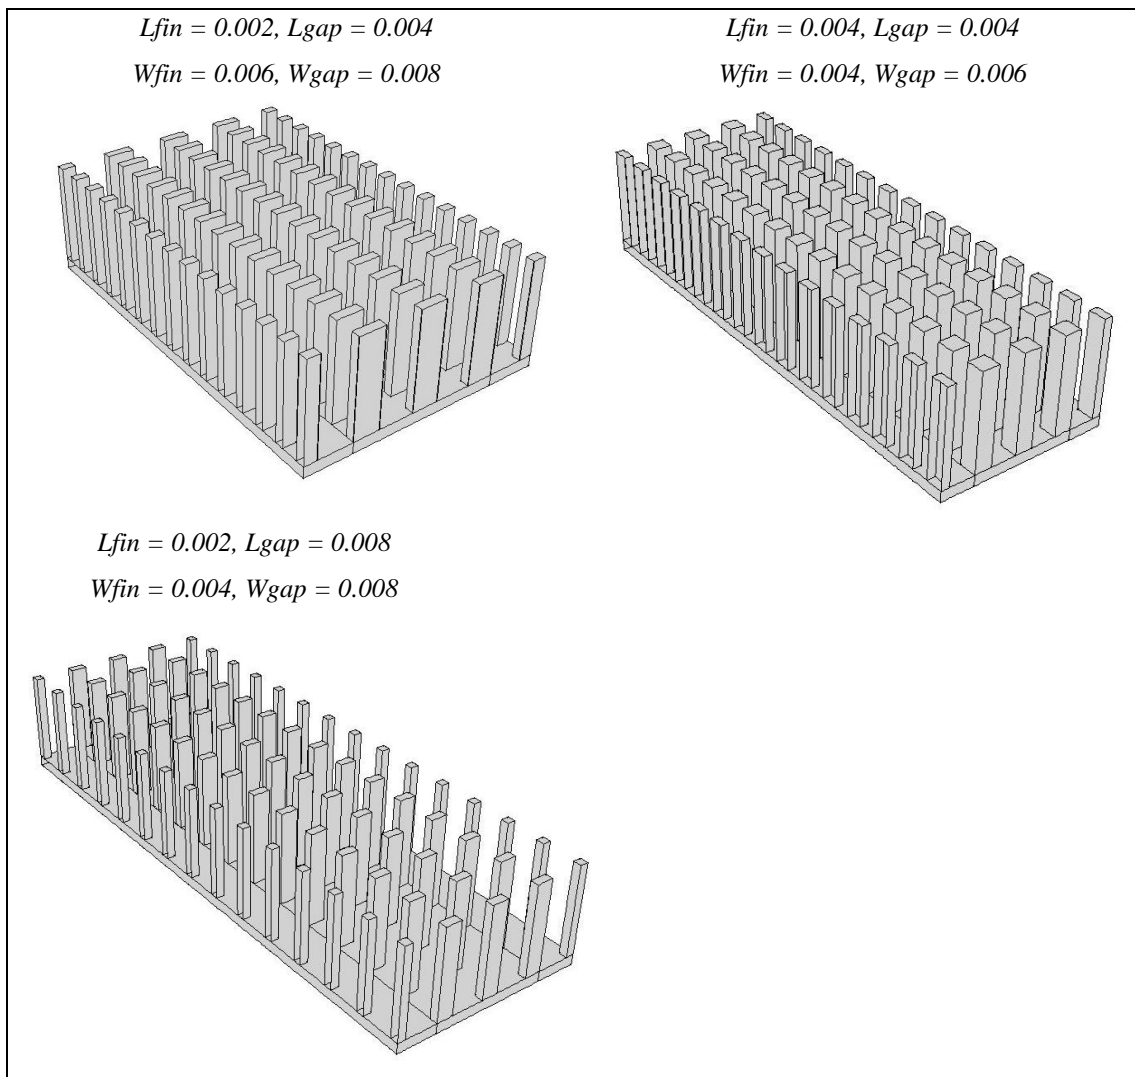 Lfin = 0.002, Lgap = 0.004
Wfin = 0.006, Wgap = 0.008
Lfin = 0.004, Lgap = 0.004
Wfin = 0.004, Wgap = 0.006
Lfin = 0.002, Lgap = 0.008
Wfin = 0.004, Wgap = 0.008